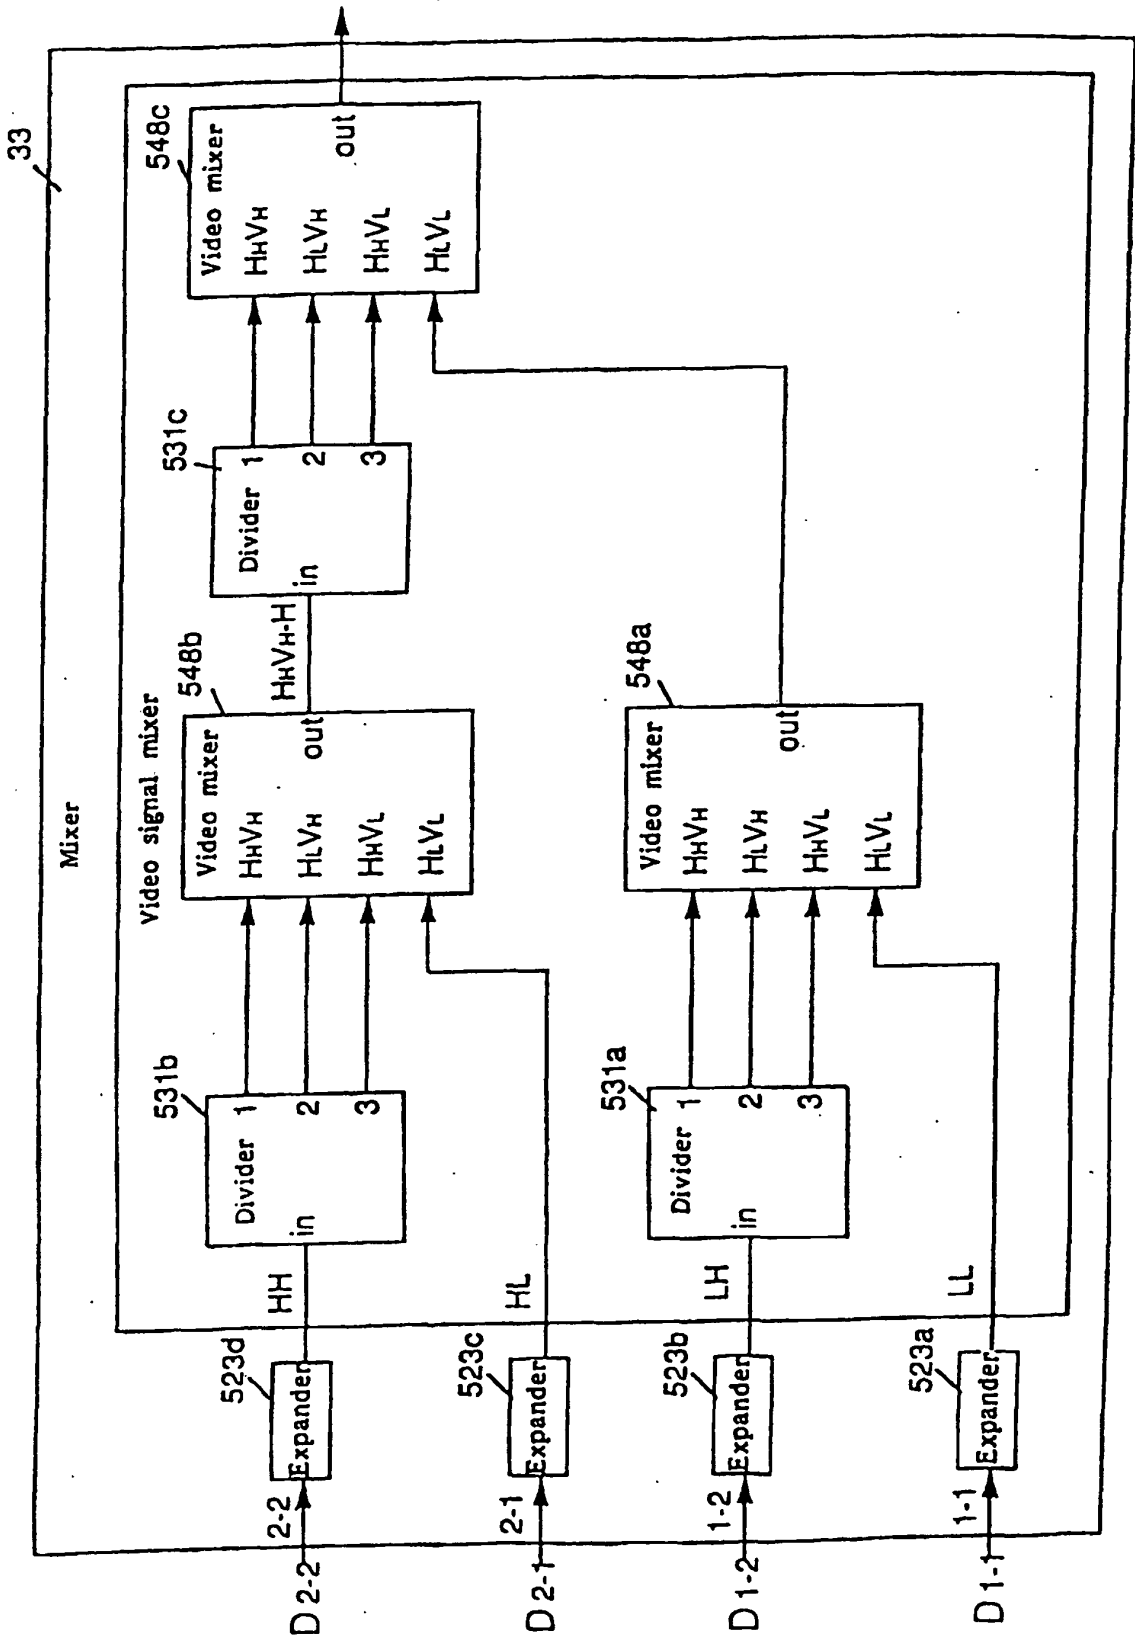 33
Mixer
Video signal mixer
D2-2
2-2
Expander
523d
HH
in
Divider
1
2
3
531b
Video mixer
HHVH
HLVH
HHVL
HLVL
out
548b
HHVH-H
in
Divider
1
2
3
531c
Video mixer
HHVH
HLVH
HHVL
HLVL
out
548c
D2-1
2-1
Expander
523c
HL
D1-2
1-2
Expander
523b
LH
in
Divider
1
2
3
531a
Video mixer
HHVH
HLVH
HHVL
HLVL
out
548a
D1-1
1-1
Expander
523a
LL